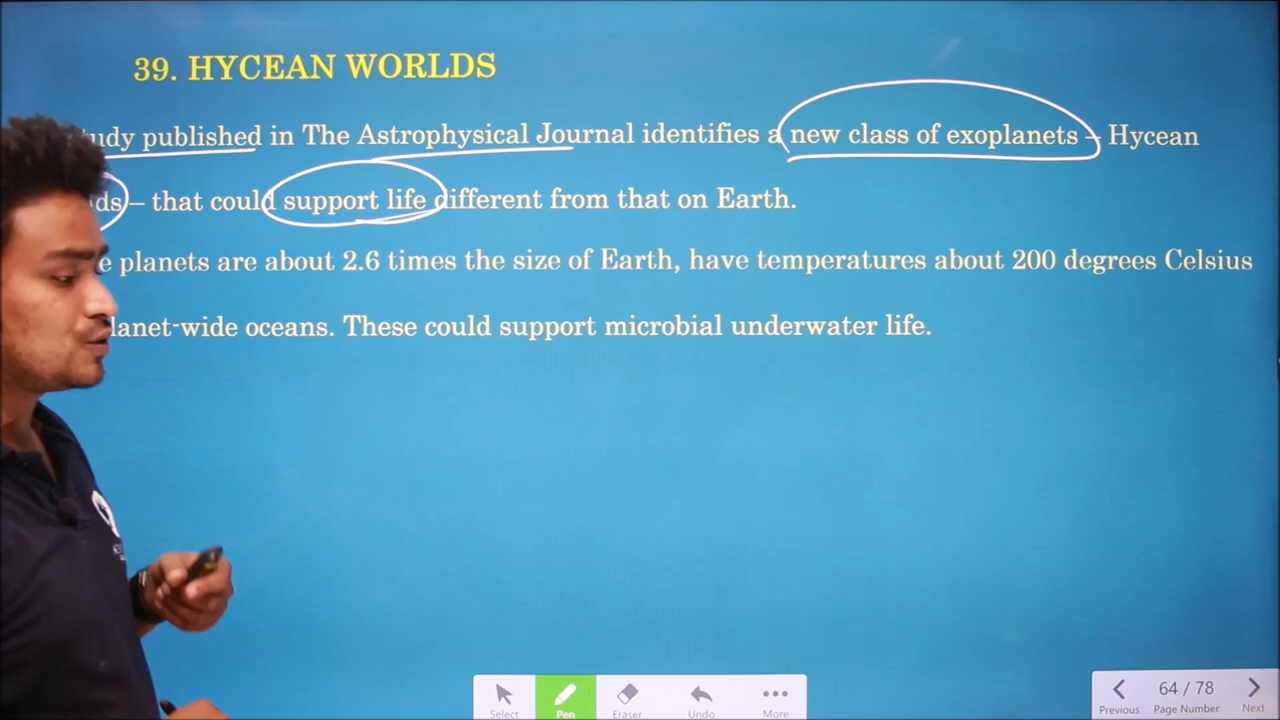 39. HYCEAN WORLDS
udy published in The Astrophysical Journal identifies a new class of exoplanets – Hycean
ds – that could support life different from that on Earth.
e planets are about 2.6 times the size of Earth, have temperatures about 200 degrees Celsius
lanet-wide oceans. These could support microbial underwater life.
Select Pen Eraser Undo More
64 / 78
Previous Page Number Next